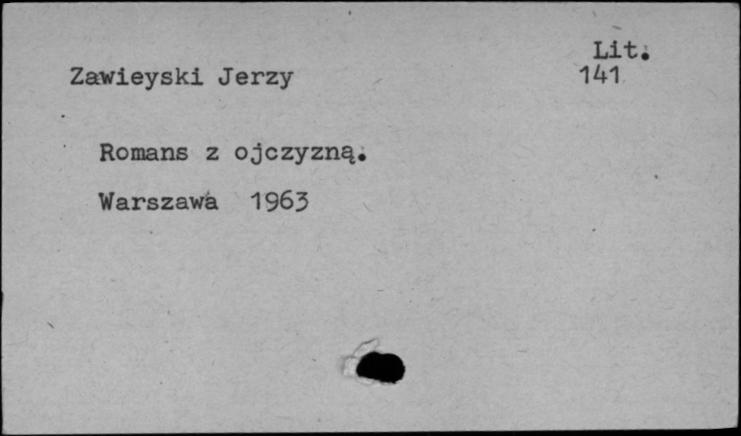 Lit.
Zawieyski Jerzy 141
Romans z ojczyzną.
Warszawa 1963